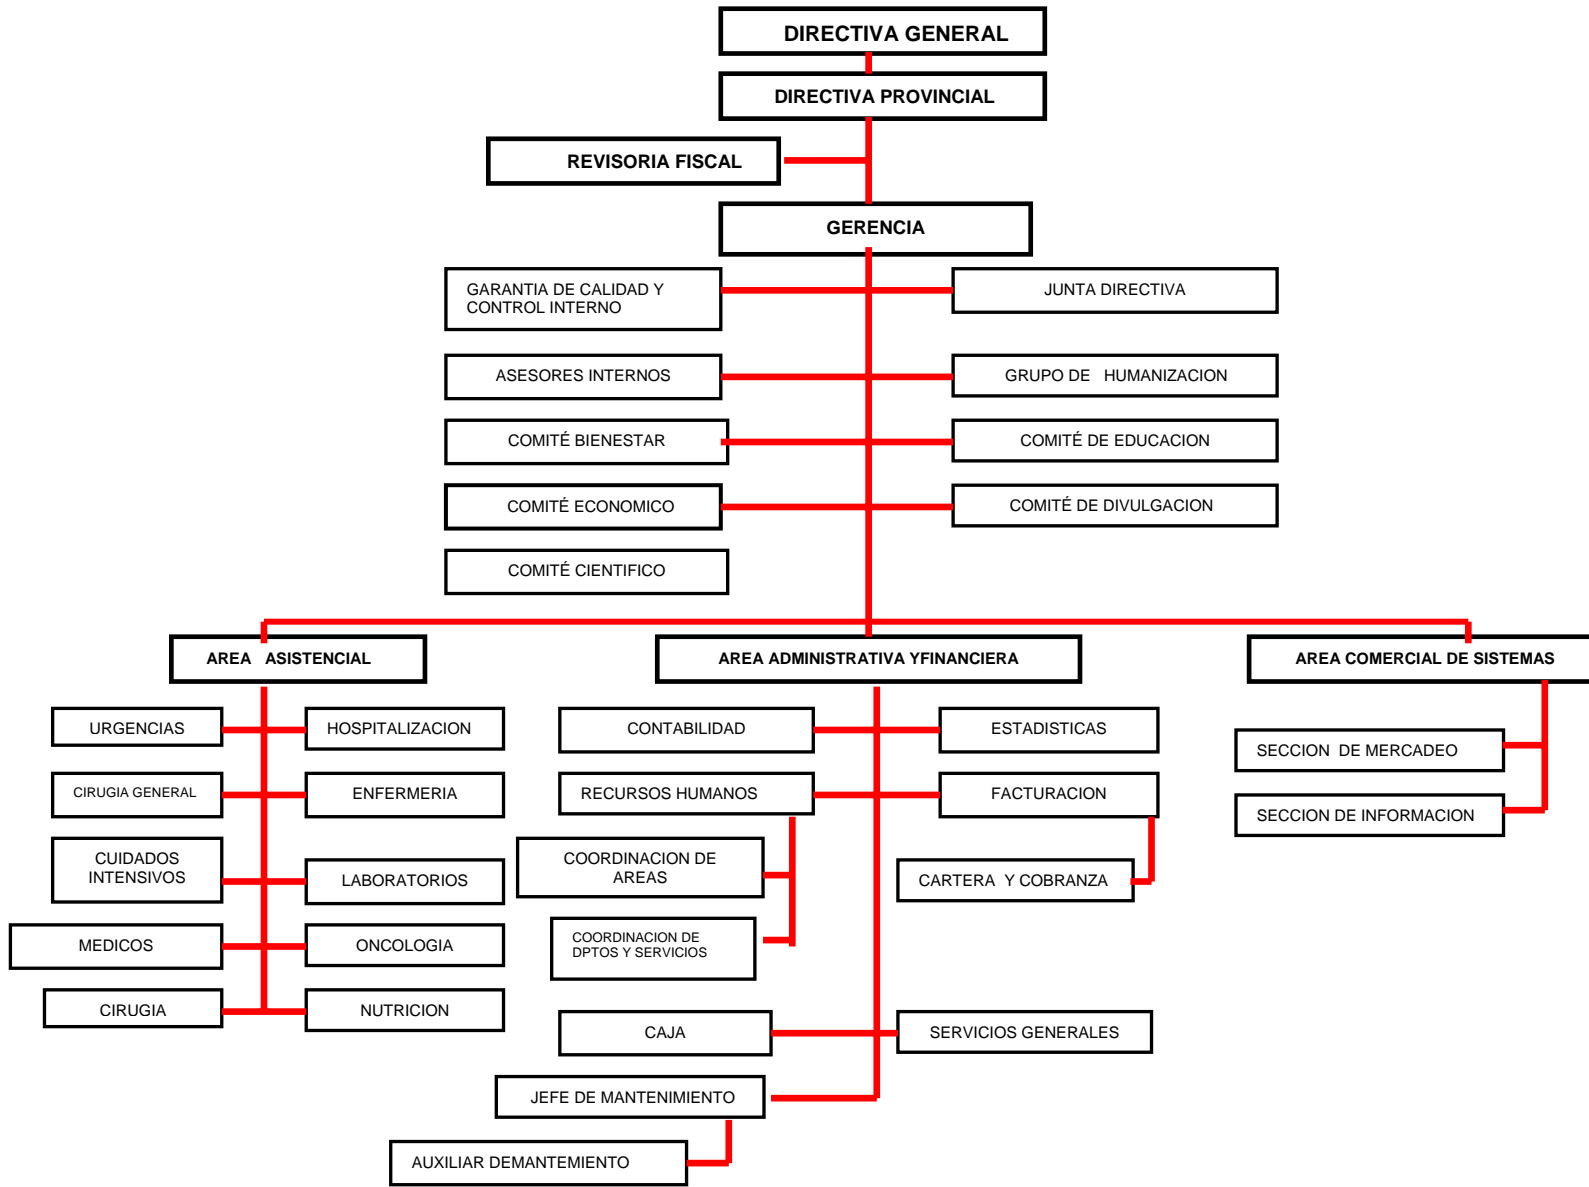 DIRECTIVA GENERAL
DIRECTIVA PROVINCIAL
REVISORIA FISCAL
GERENCIA
GARANTIA DE CALIDAD Y
CONTROL INTERNO
JUNTA DIRECTIVA
ASESORES INTERNOS
GRUPO DE HUMANIZACION
COMITÉ BIENESTAR
COMITÉ DE EDUCACION
COMITÉ ECONOMICO
COMITÉ DE DIVULGACION
COMITÉ CIENTIFICO
AREA ASISTENCIAL
AREA ADMINISTRATIVA YFINANCIERA
AREA COMERCIAL DE SISTEMAS
URGENCIAS
HOSPITALIZACION
CIRUGIA GENERAL
ENFERMERIA
CUIDADOS
INTENSIVOS
LABORATORIOS
MEDICOS
ONCOLOGIA
CIRUGIA
NUTRICION
CONTABILIDAD
ESTADISTICAS
RECURSOS HUMANOS
FACTURACION
COORDINACION DE
AREAS
CARTERA Y COBRANZA
COORDINACION DE
DPTOS Y SERVICIOS
CAJA
SERVICIOS GENERALES
JEFE DE MANTENIMIENTO
AUXILIAR DEMANTEMIENTO
SECCION DE MERCADEO
SECCION DE INFORMACION